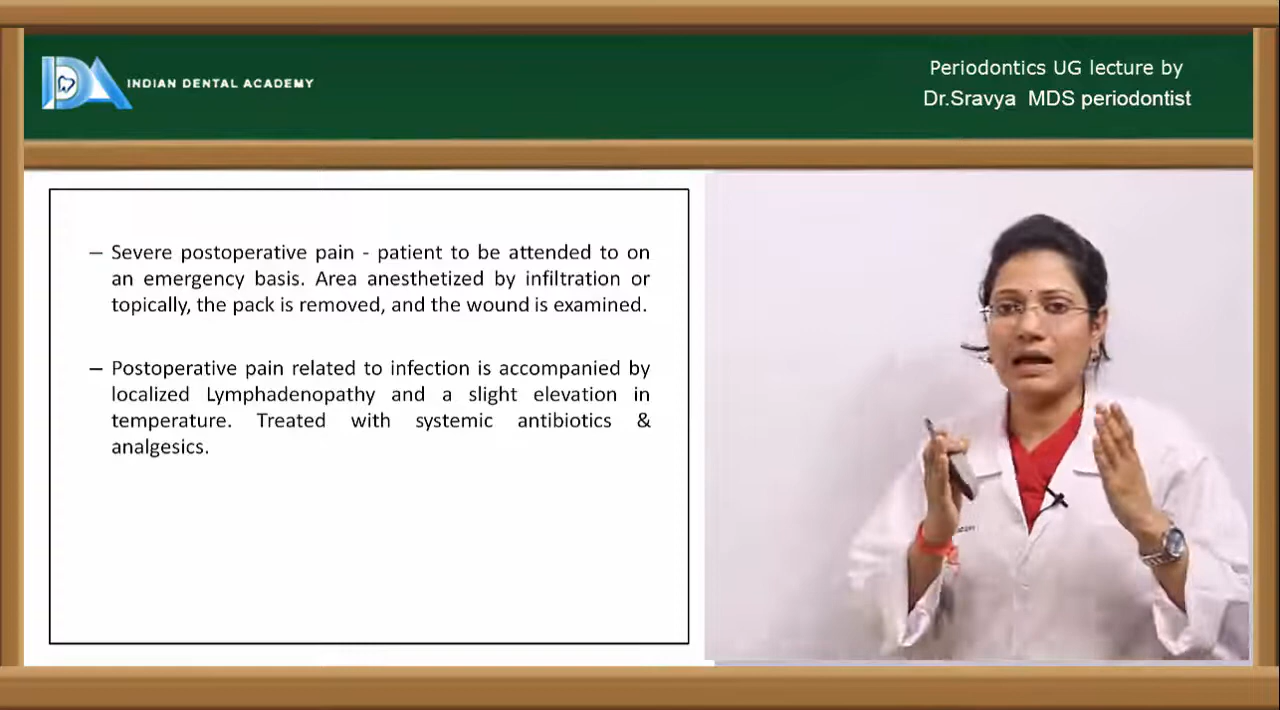 INDIAN DENTAL ACADEMY
Periodontics UG lecture by
Dr.Sravya MDS periodontist
– Severe postoperative pain - patient to be attended to on
an emergency basis. Area anesthetized by infiltration or
topically, the pack is removed, and the wound is examined.
– Postoperative pain related to infection is accompanied by
localized Lymphadenopathy and a slight elevation in
temperature. Treated with systemic antibiotics &
analgesics.